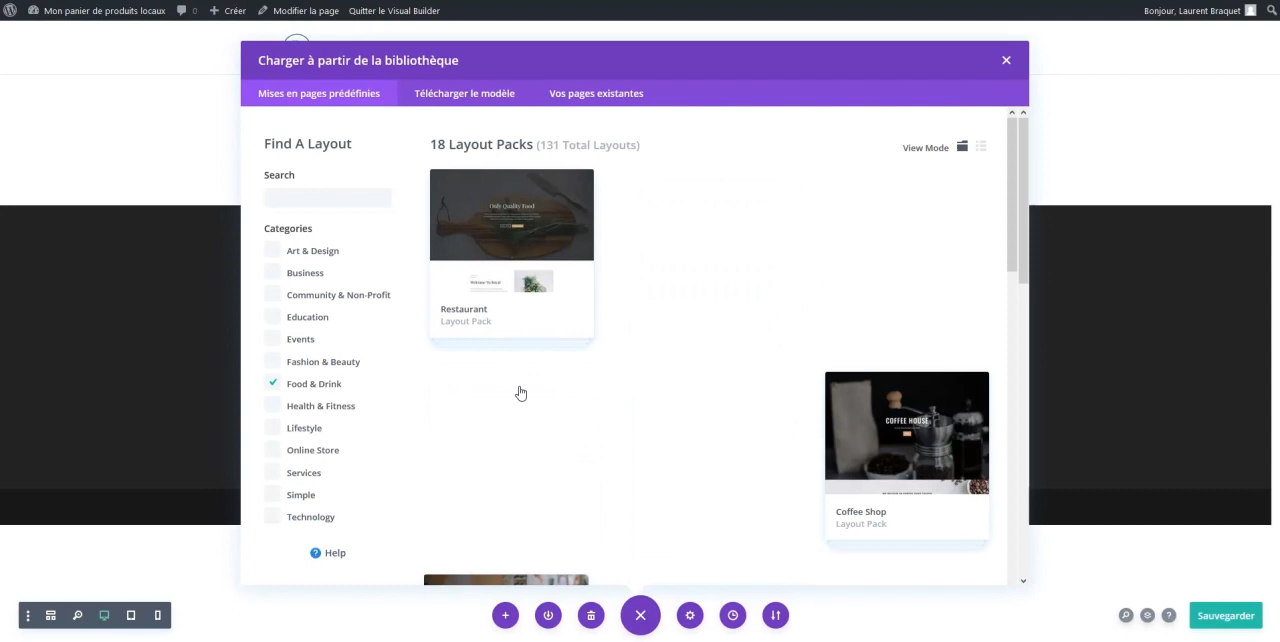 Mon panier de produits locaux 0 Créer Modifier la page Quitter le Visual Builder Bonjour, Laurent Braquet
Charger à partir de la bibliothèque
Mises en pages prédéfinies Télécharger le modèle Vos pages existantes
Find A Layout
Search
Categories
Art & Design
Business
Community & Non-Profit
Education
Events
Fashion & Beauty
Food & Drink
Health & Fitness
Lifestyle
Online Store
Services
Simple
Technology
Help
18 Layout Packs (131 Total Layouts)
View Mode
Only Quality Food
Restaurant
Layout Pack
COFFEE HOUSE
Coffee Shop
Layout Pack
Sauvegarder